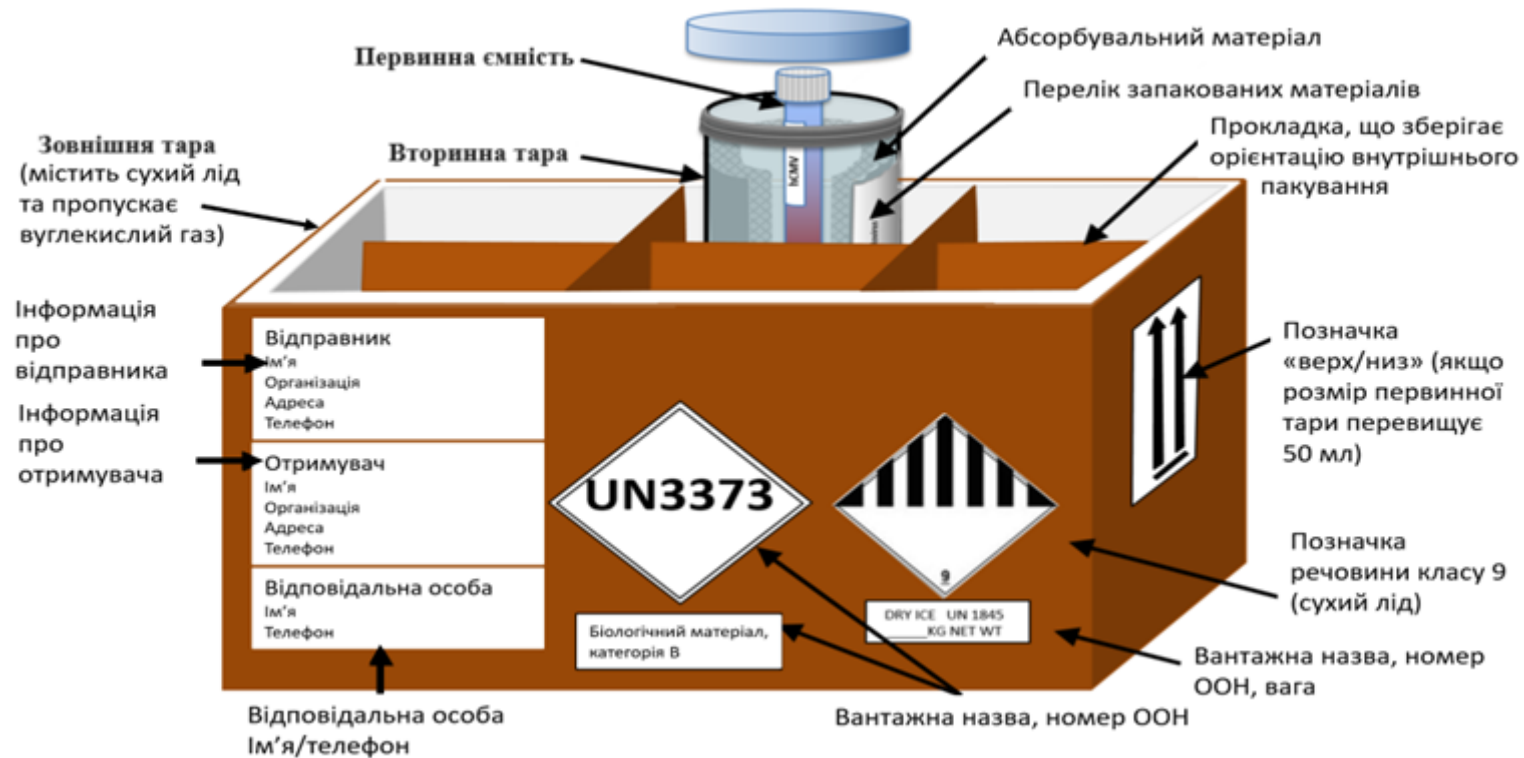 Первинна ємність
Абсорбувальний матеріал
Перелік запакованих матеріалів
Прокладка, що зберігає
орієнтацію внутрішнього
пакування
Зовнішня тара
(містить сухий лід
та пропускає
вуглекислий газ)
Вторинна тара
hCMV
Інформація
про
відправника
Інформація
про
отримувача
Відправник
Ім’я
Організація
Адреса
Телефон
Отримувач
Ім’я
Організація
Адреса
Телефон
Відповідальна особа
Ім’я
Телефон
UN3373
Біологічний матеріал,
категорія В
9
DRY ICE UN 1845
_____KG NET WT
Позначка
«верх/низ» (якщо
розмір первинної
тари перевищує
50 мл)
Позначка
речовини класу 9
(сухий лід)
Вантажна назва, номер
ООН, вага
Вантажна назва, номер ООН
Відповідальна особа
Ім’я/телефон